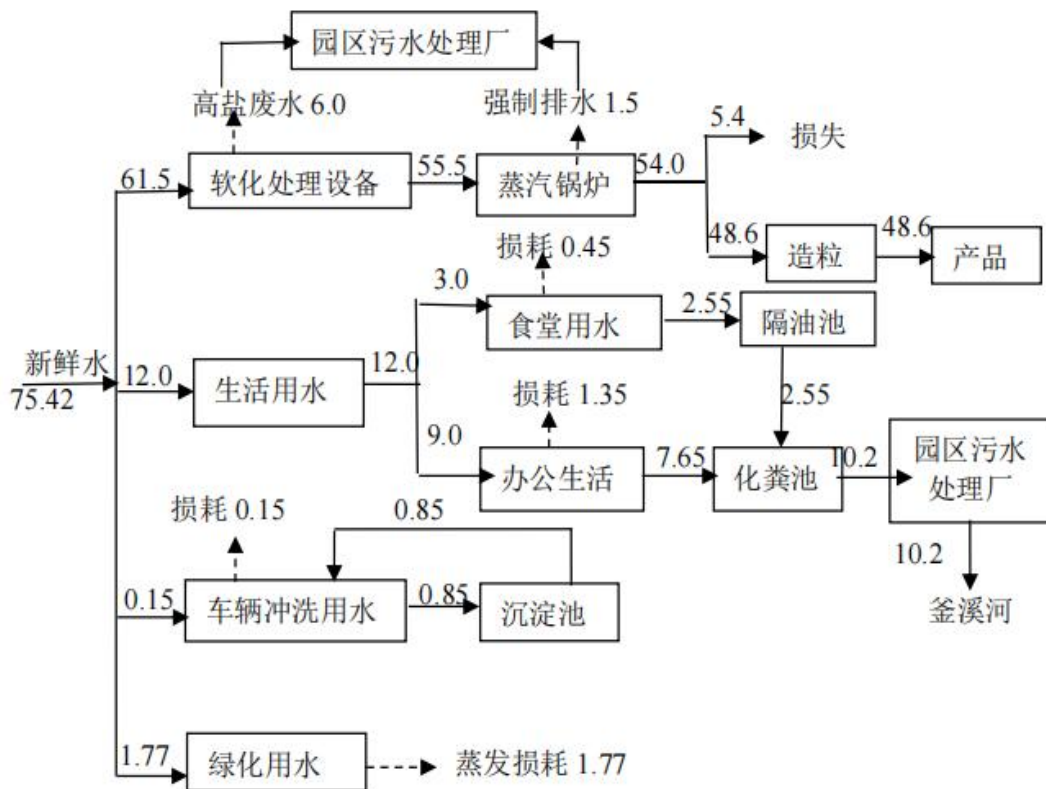 园区污水处理厂
高盐废水 6.0
强制排水 1.5
5.4
损失
61.5
软化处理设备
55.5
蒸汽锅炉
54.0
48.6
造粒
48.6
产品
损耗 0.45
3.0
食堂用水
2.55
隔油池
新鲜水
75.42
12.0
生活用水
12.0
损耗 1.35
2.55
9.0
办公生活
7.65
化粪池
10.2
园区污水
处理厂
损耗 0.15
0.85
10.2
0.15
车辆冲洗用水
0.85
沉淀池
釜溪河
1.77
绿化用水
蒸发损耗 1.77